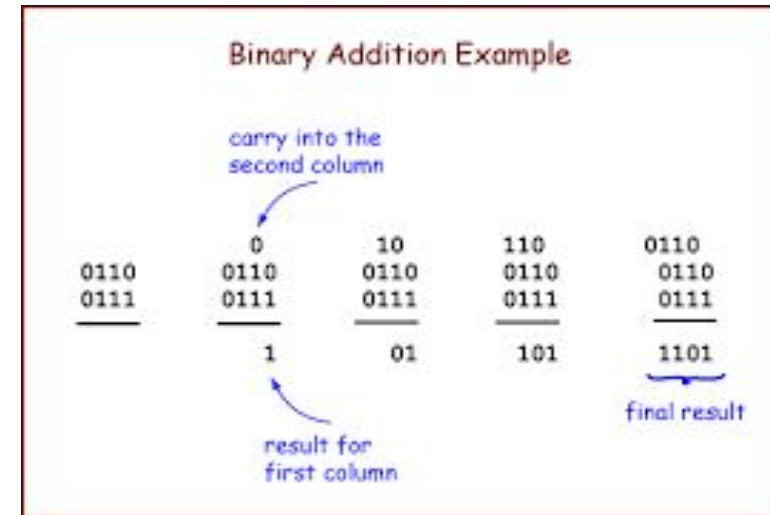 Binary Addition Example
carry into the
second column
0 10 110 0110
0110 0110 0110 0110 0110
0111 0111 0111 0111 0111
1 01 101 1101
final result
result for
first column